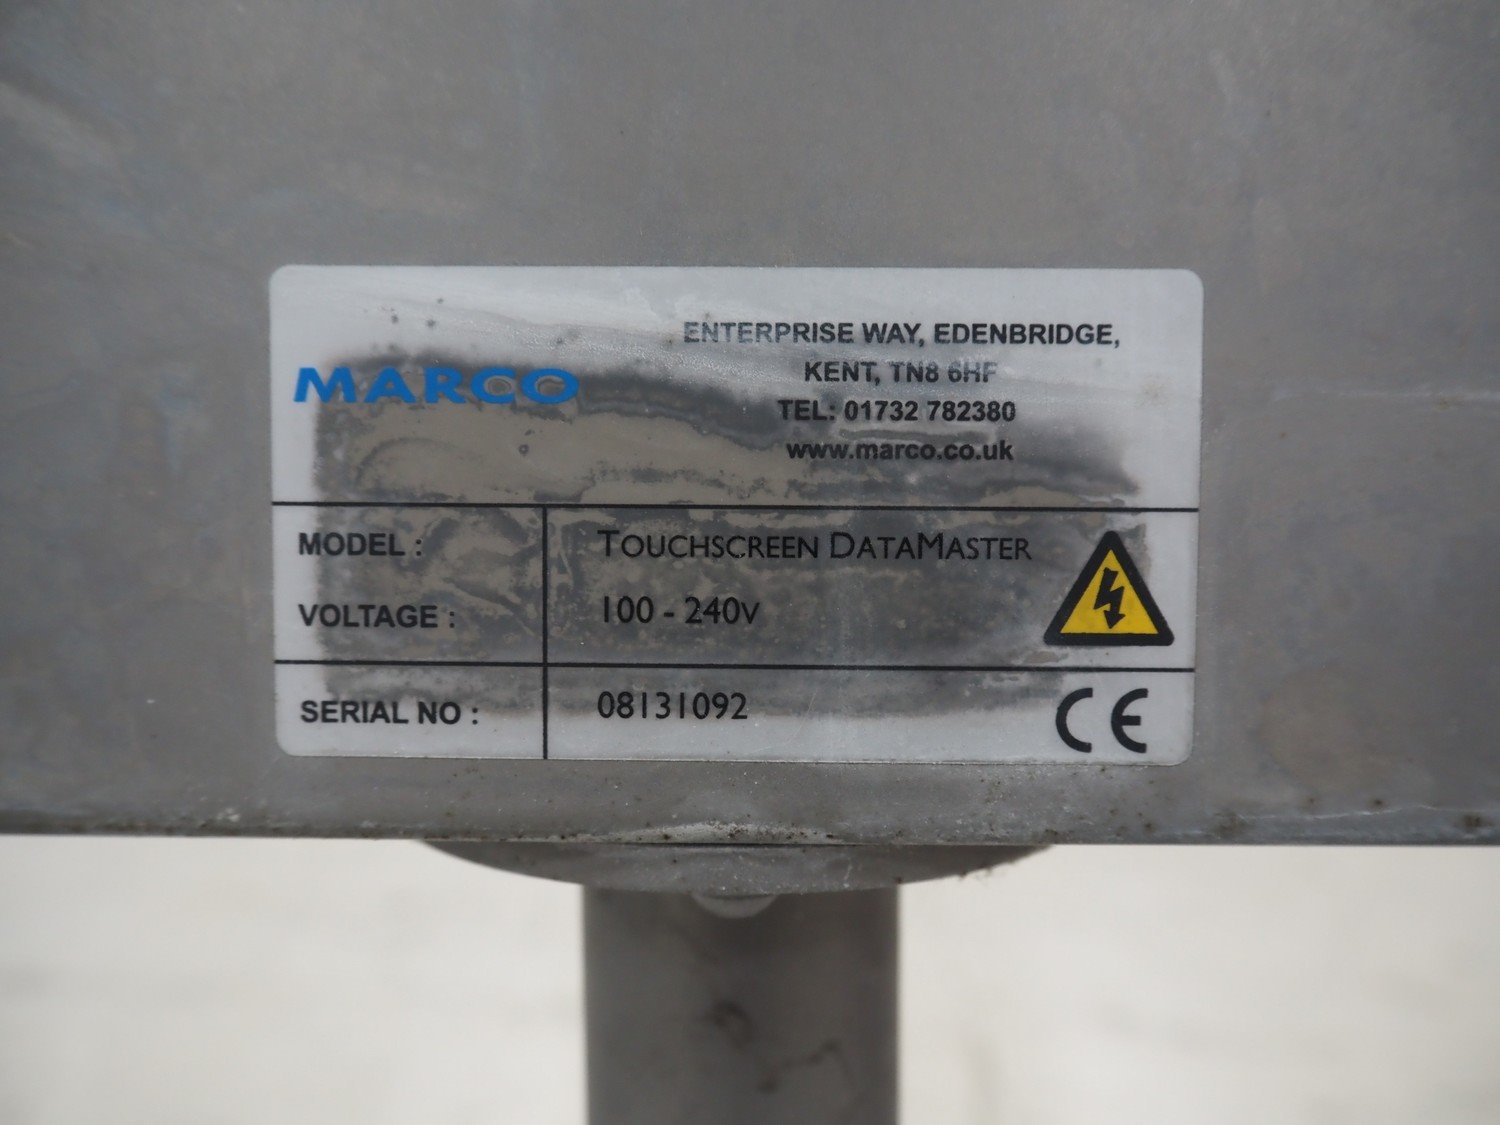 MARCO
ENTERPRISE WAY, EDENBRIDGE,
KENT, TN8 6HF
TEL: 01732 782380
www.marco.co.uk
MODEL : TOUCHSCREEN DATAMASTER
VOLTAGE : 100 - 240V
SERIAL NO : 08131092
CE